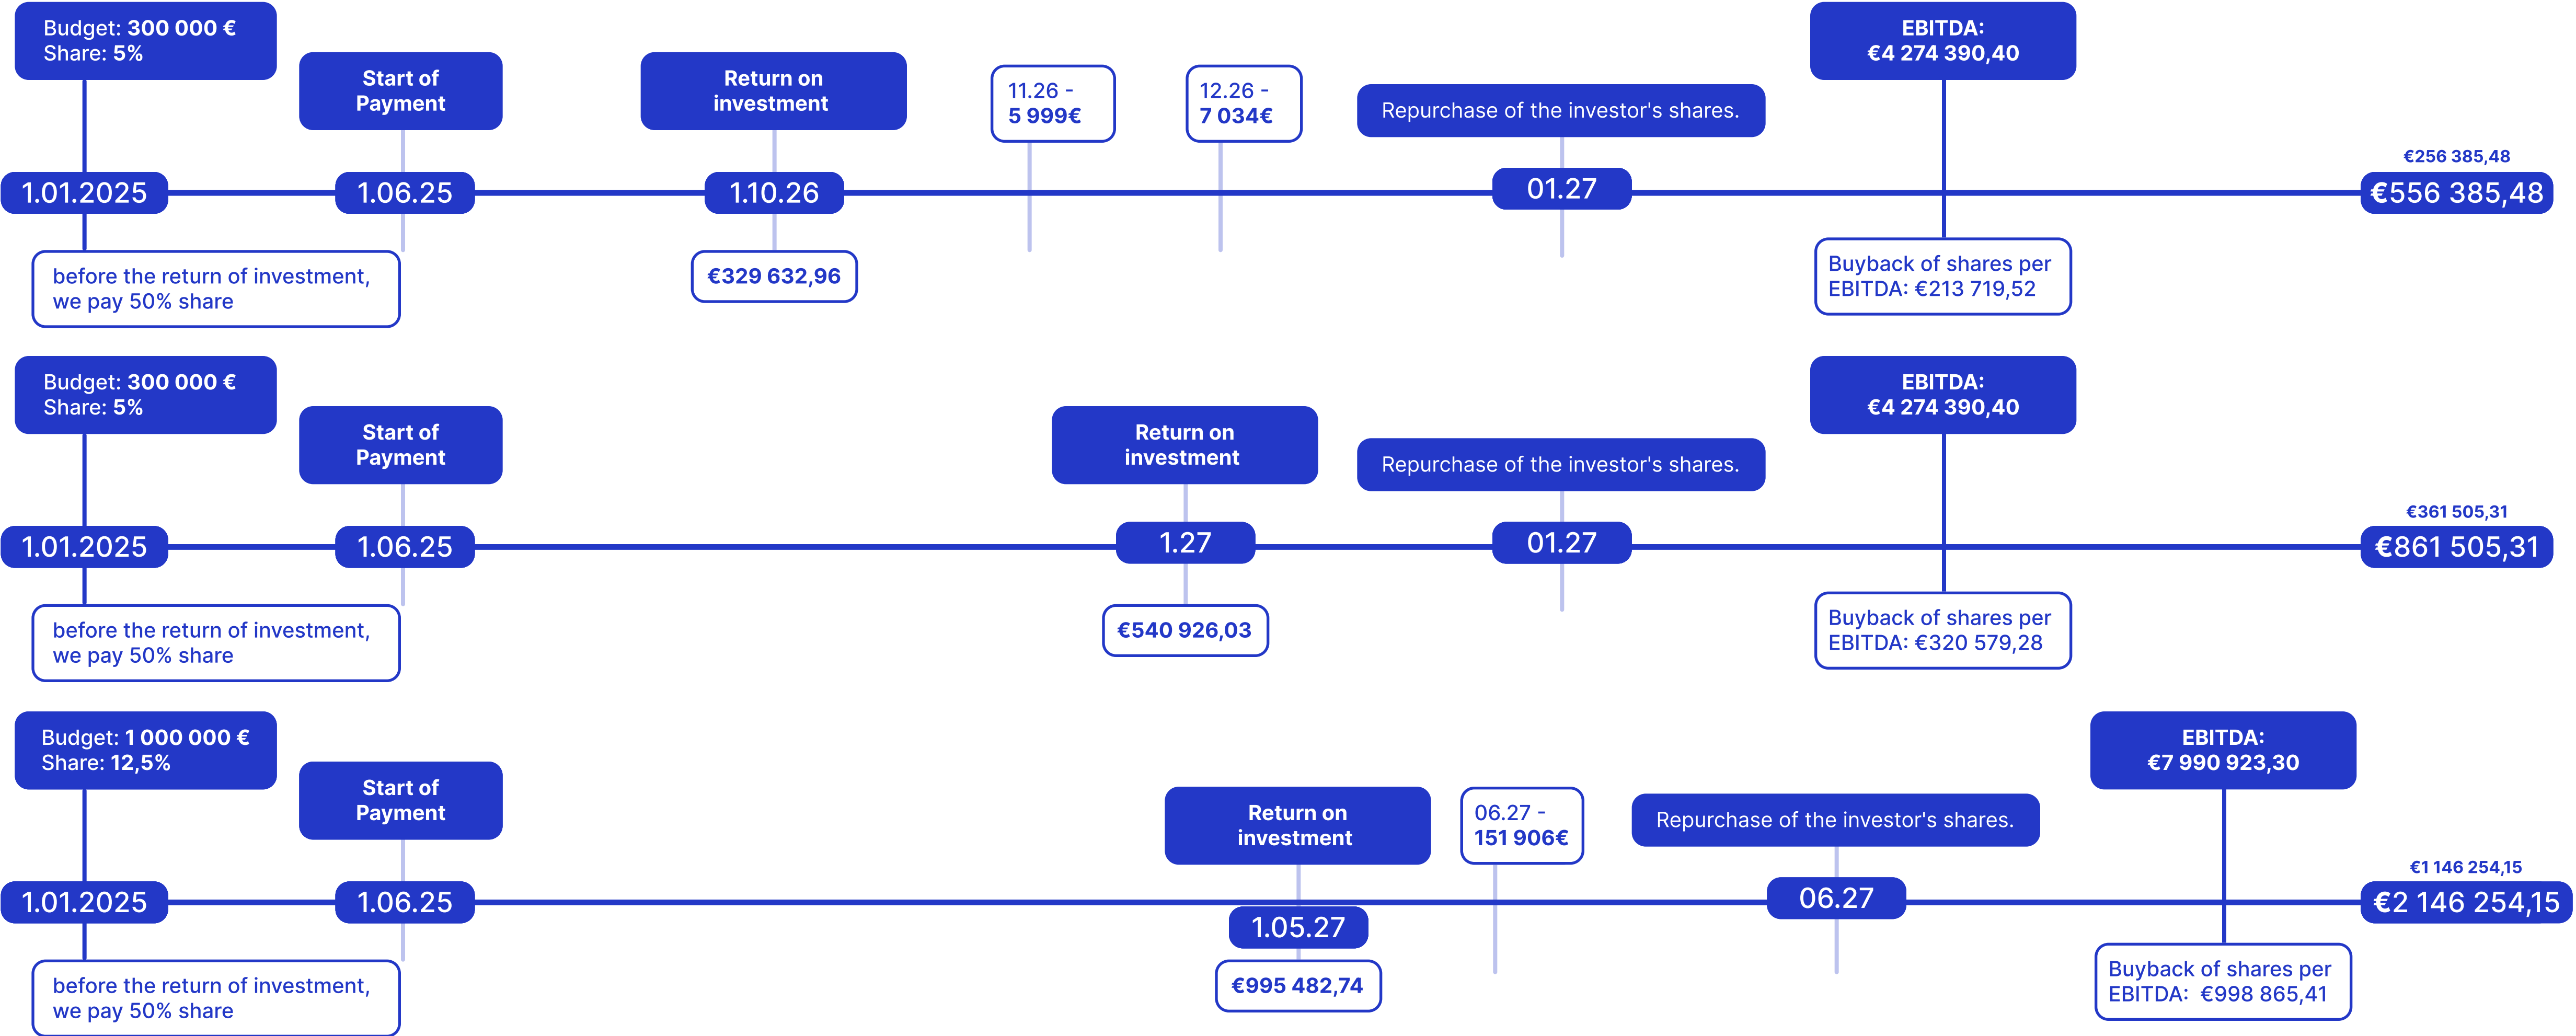 Budget: 300 000 €
Share: 5%
Start of
Payment
Return on
investment
11.26 -
5 999€
12.26 -
7 034€
Repurchase of the investor's shares.
EBITDA:
€4 274 390,40
€256 385,48
1.01.2025
1.06.25
1.10.26
01.27
€556 385,48
before the return of investment,
we pay 50% share
€329 632,96
Buyback of shares per
EBITDA: €213 719,52
Budget: 300 000 €
Share: 5%
Start of
Payment
Return on
investment
Repurchase of the investor's shares.
EBITDA:
€4 274 390,40
€361 505,31
1.01.2025
1.06.25
1.27
01.27
€861 505,31
before the return of investment,
we pay 50% share
€540 926,03
Buyback of shares per
EBITDA: €320 579,28
Budget: 1 000 000 €
Share: 12,5%
Start of
Payment
Return on
investment
06.27 -
151 906€
Repurchase of the investor's shares.
EBITDA:
€7 990 923,30
€1 146 254,15
1.01.2025
1.06.25
1.05.27
06.27
€2 146 254,15
before the return of investment,
we pay 50% share
€995 482,74
Buyback of shares per
EBITDA: €998 865,41